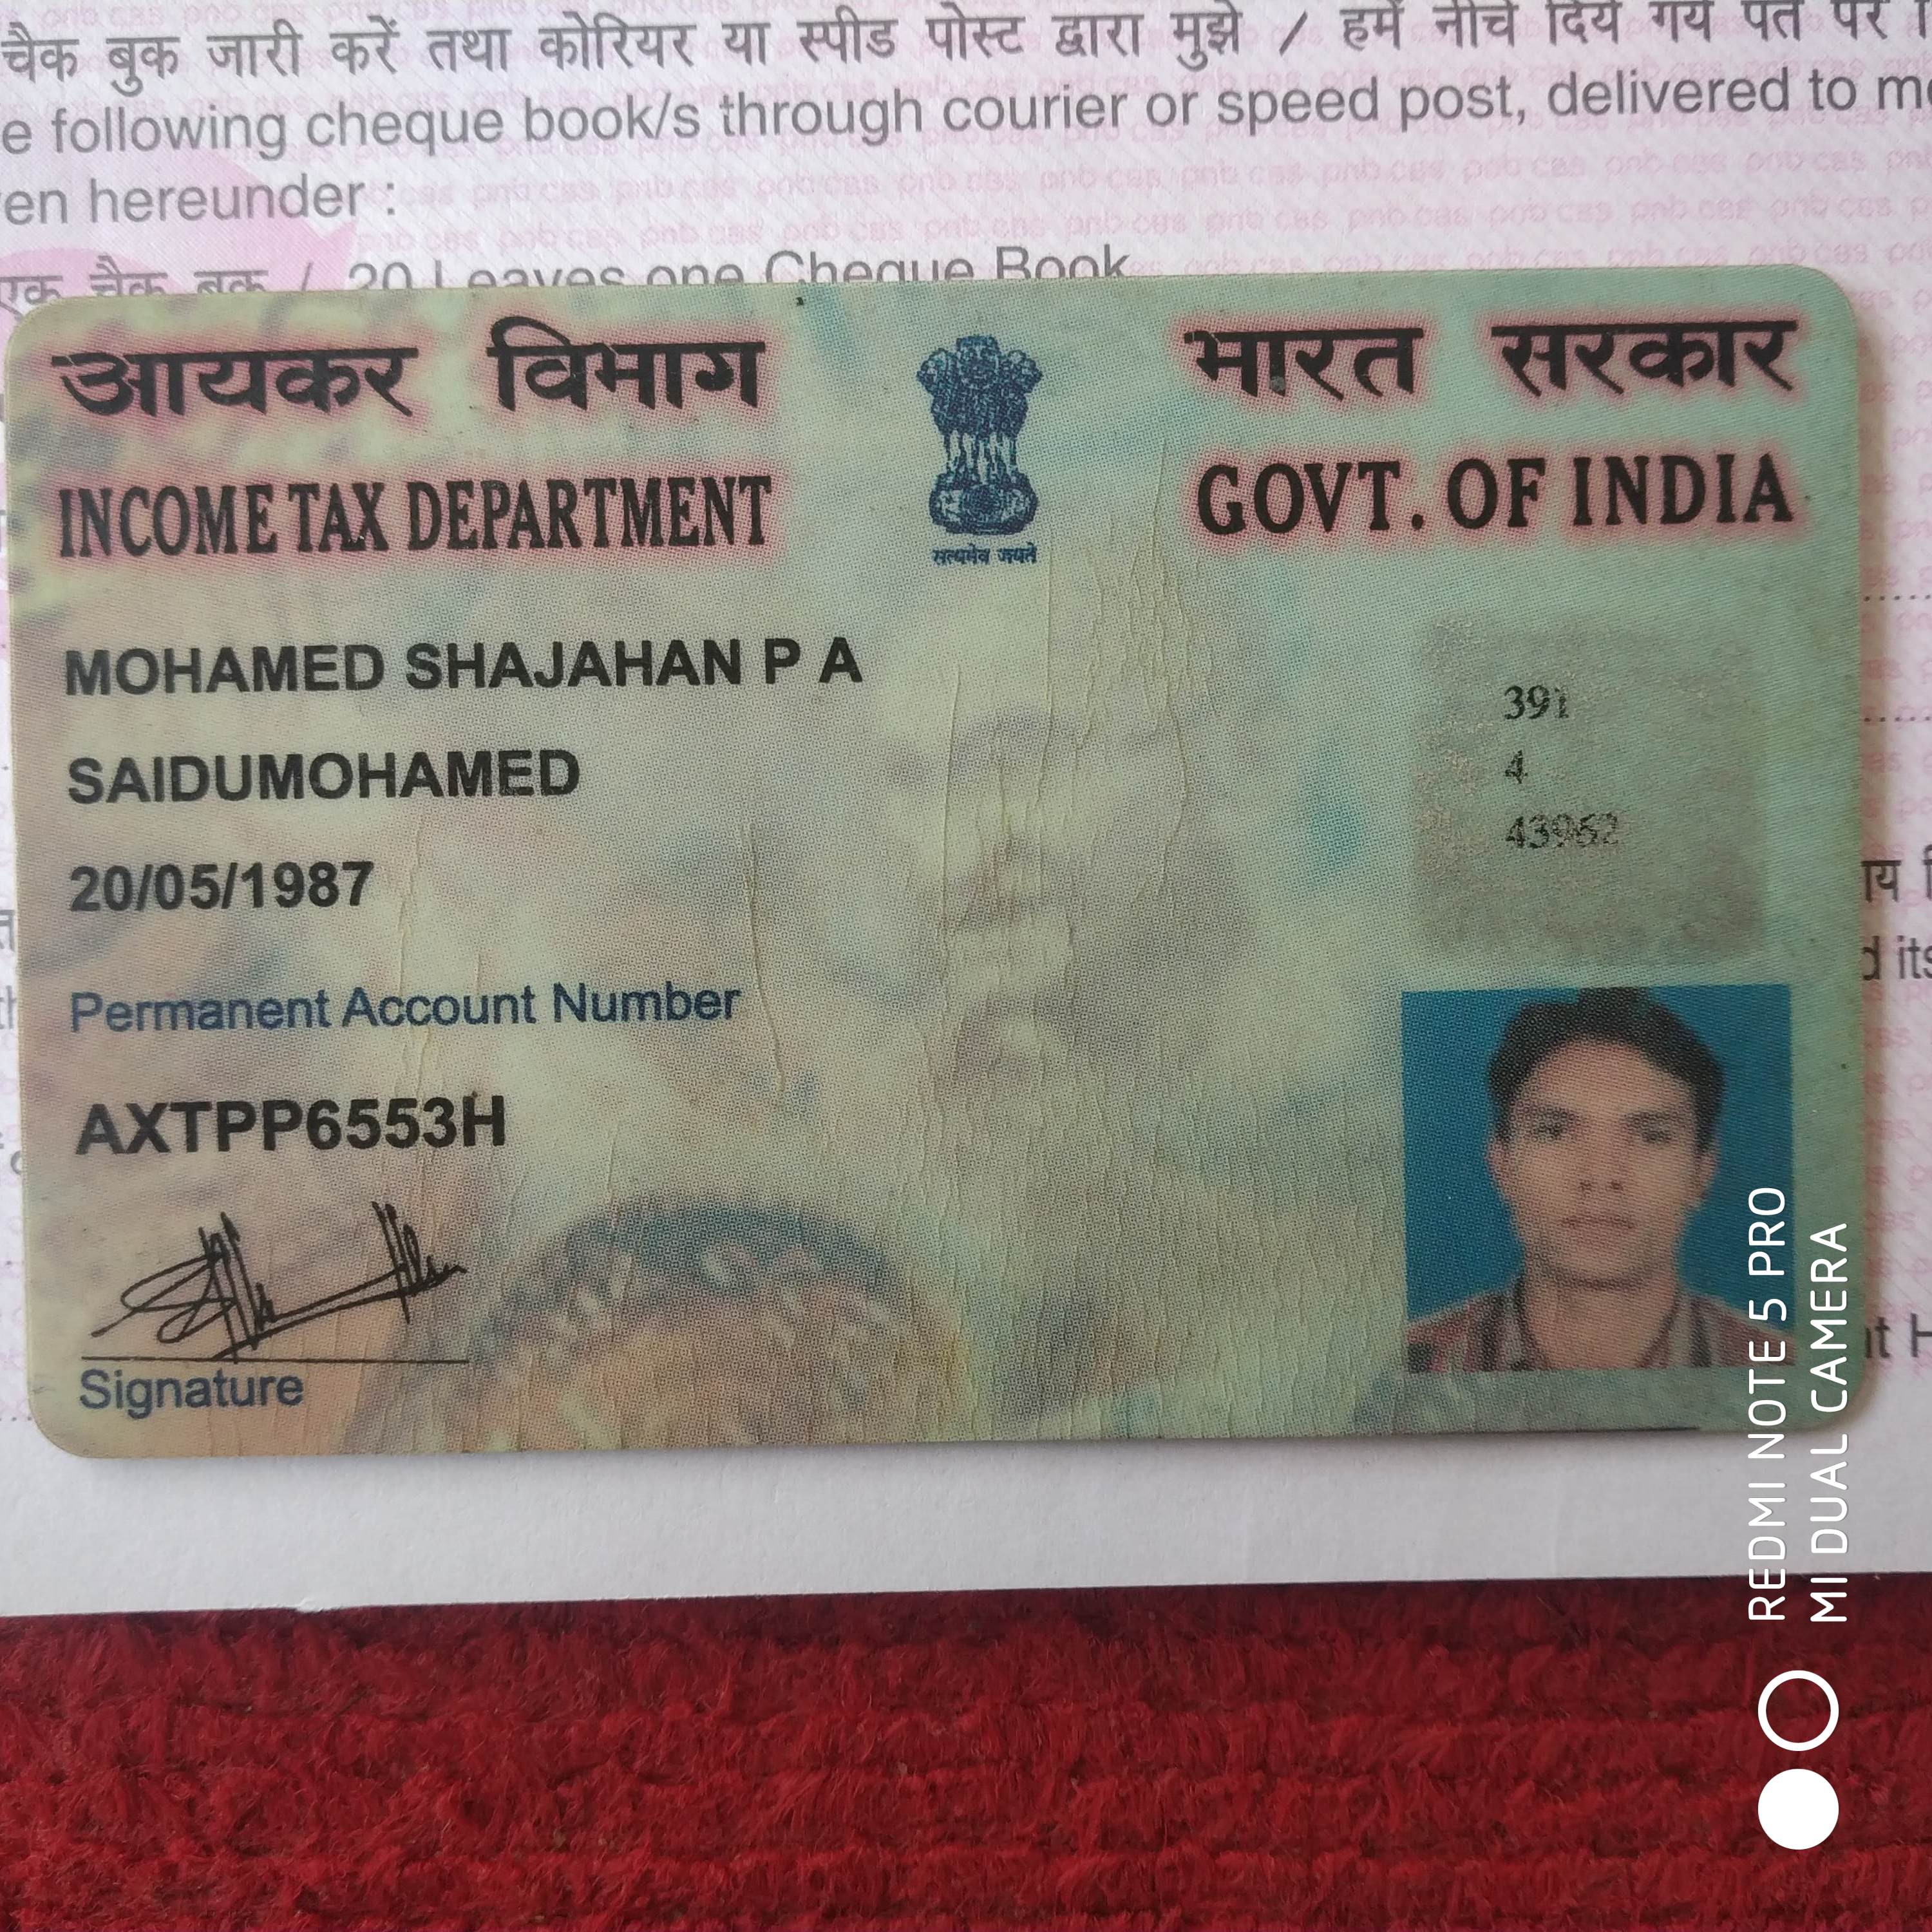 आयकर विभाग
INCOME TAX DEPARTMENT
भारत सरकार
GOVT. OF INDIA
सत्यमेव जयते
MOHAMED SHAJAHAN P A
SAIDUMOHAMED
20/05/1987
Permanent Account Number
AXTPP6553H
Signature
391
4
चैक बुक जारी करें तथा कोरियर या स्पीड पोस्ट द्वारा मुझे / हमें नीचे दिये गये पते पर
e following cheque book/s through courier or speed post, delivered to m
en hereunder :
/ 20 Leaves one Cheque Book
REDMI NOTE 5 PRO
MI DUAL CAMERA